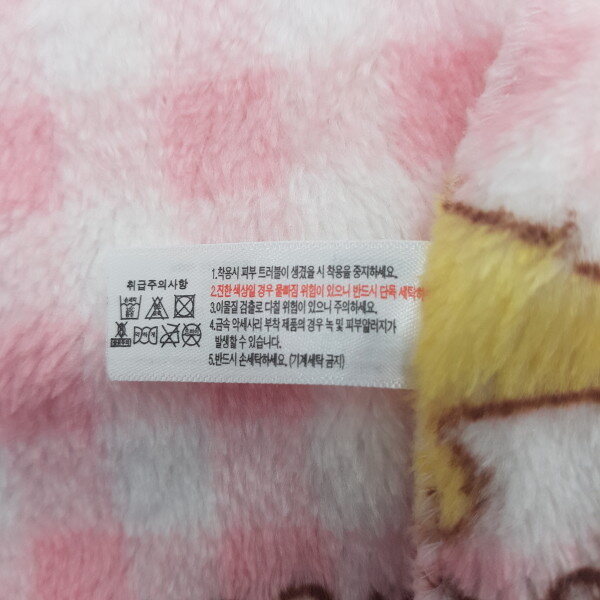 취급주의사항
1.착용시 피부 트러블이 생겼을 시 착용을 중지하세요.
2.진한 색상일 경우 물빠짐 위험이 있으니 반드시 단독 세탁하
3.이물질 검출로 다칠 위험이 있으니 주의하세요.
4.금속 악세사리 부착 제품의 경우 녹 및 피부알러지가
발생할 수 있습니다.
5.반드시 손세탁하세요. (기계세탁 금지)